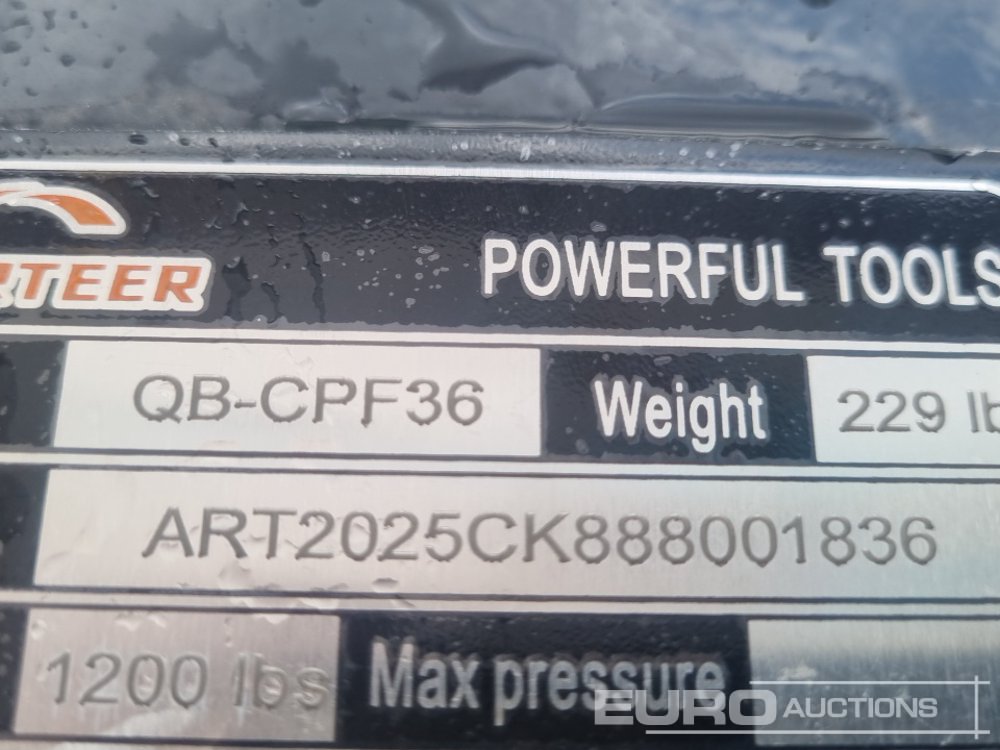 RTEER POWERFUL TOOLS
QB-CPF36 Weight 229 lb
ART2025CK888001836
1200 lbs Max pressure
EURO AUCTIONS